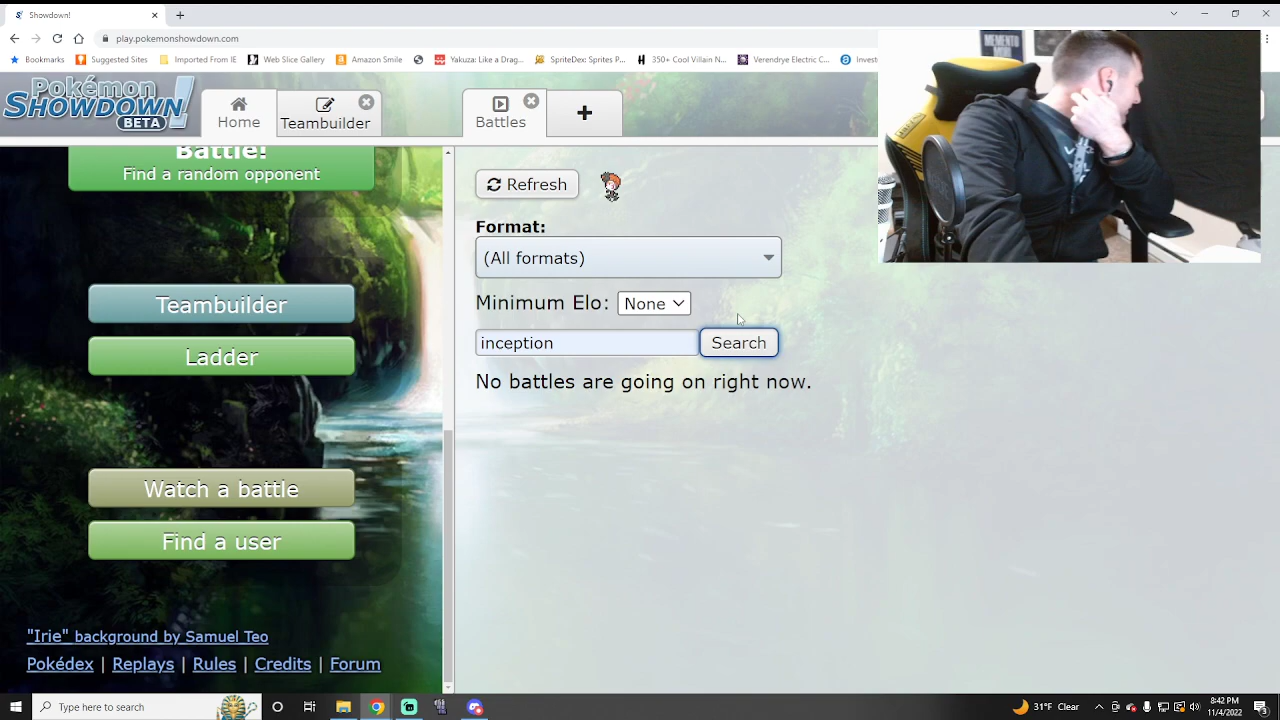 Showdown!
play.pokemonshowdown.com
Bookmarks
Suggested Sites
Imported From IE
Web Slice Gallery
Amazon Smile
Yakuza: Like a Drag...
SpriteDex: Sprites P...
350+ Cool Villain N...
Verendrye Electric C...
Invest
Pokémon
SHOWDOWN!
BETA
Home
Teambuilder
Battles
Battle!
Find a random opponent
Teambuilder
Ladder
Watch a battle
Find a user
"Irie" background by Samuel Teo
Pokédex | Replays | Rules | Credits | Forum
Refresh
Format:
(All formats)
Minimum Elo: None
inception
Search
No battles are going on right now.
MEMENTO
MORI
Type here to search
31°F Clear
8:42 PM
11/4/2022